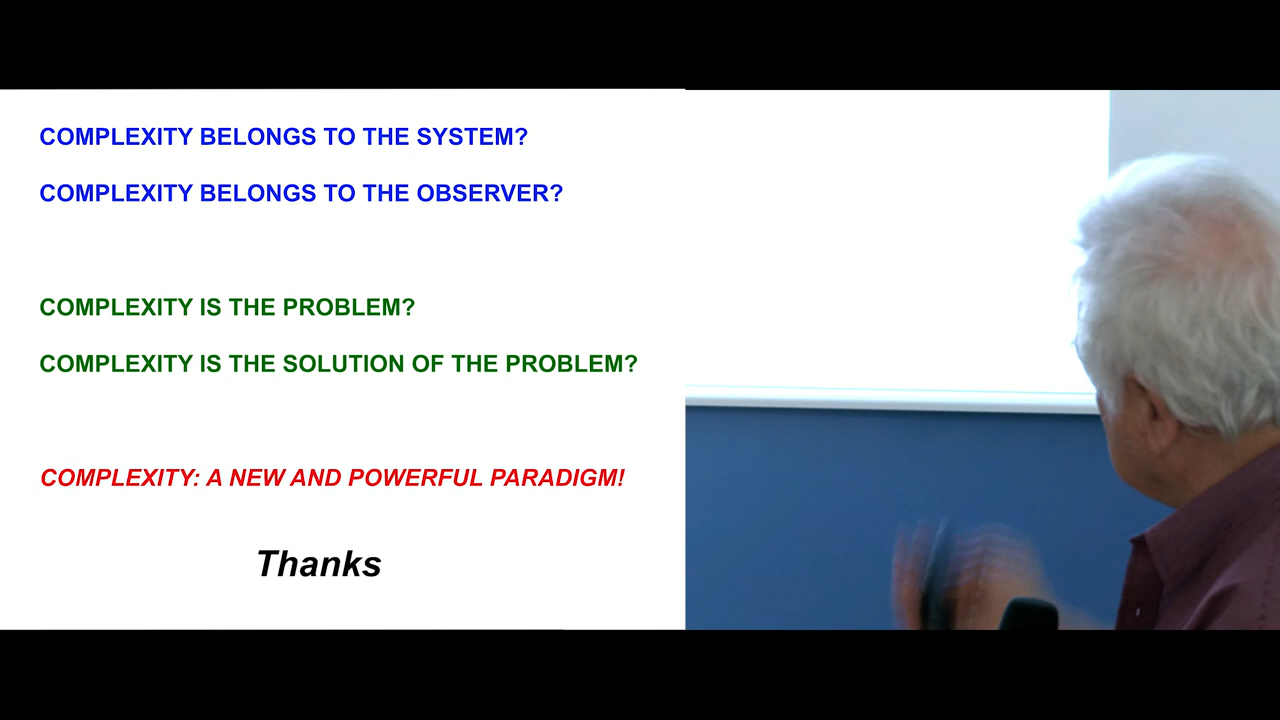 COMPLEXITY BELONGS TO THE SYSTEM?
COMPLEXITY BELONGS TO THE OBSERVER?
COMPLEXITY IS THE PROBLEM?
COMPLEXITY IS THE SOLUTION OF THE PROBLEM?
COMPLEXITY: A NEW AND POWERFUL PARADIGM!
Thanks